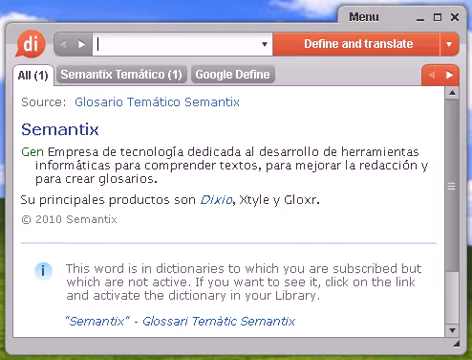 Menu
di
Define and translate
All (1)
Semantix Temático (1)
Google Define
Source: Glosario Temático Semantix
Semantix
Gen Empresa de tecnología dedicada al desarrollo de herramientas
informáticas para comprender textos, para mejorar la redacción y
para crear glosarios.
Su principales productos son Dixio, Xtyle y Gloxr.
© 2010 Semantix
i
This word is in dictionaries to which you are subscribed but
which are not active. If you want to see it, click on the link
and activate the dictionary in your Library.
"Semantix" - Glossari Temàtic Semantix